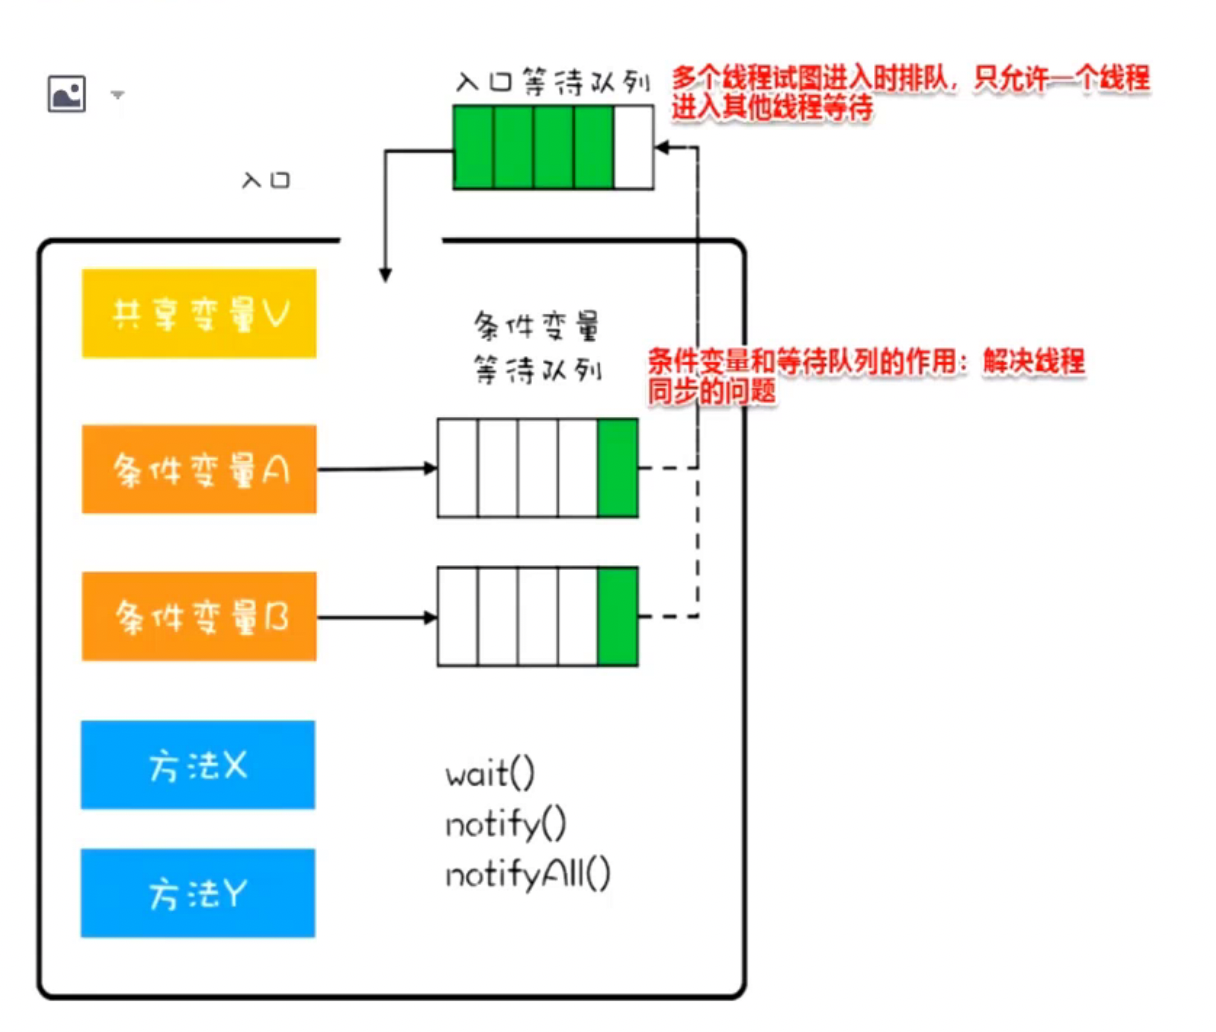 入口等待队列
多个线程试图进入时排队，只允许一个线程
进入其他线程等待
入口
共享变量V
条件变量
等待队列
条件变量和等待队列的作用：解决线程
同步的问题
条件变量A
条件变量B
方法X
wait()
notify()
notifyAll()
方法Y